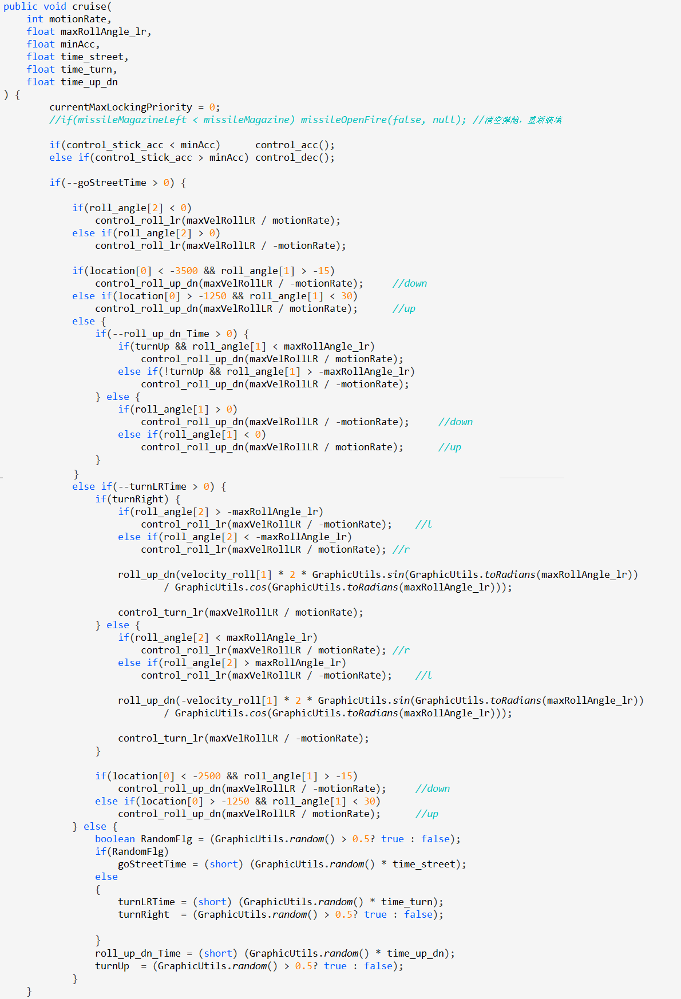 public void cruise(
    int motionRate,
    float maxRollAngle_lr,
    float minAcc,
    float time_street,
    float time_turn,
    float time_up_dn
) {
        currentMaxLockingPriority = 0;
        //if(missileMagazineLeft < missileMagazine) missileOpenFire(false, null); //清空弹舱，重新装填
        if(control_stick_acc < minAcc)      control_acc();
        else if(control_stick_acc > minAcc) control_dec();
        if(--goStreetTime > 0) {
            if(roll_angle[2] < 0)
                control_roll_lr(maxVelRollLR / motionRate);
            else if(roll_angle[2] > 0)
                control_roll_lr(maxVelRollLR / -motionRate);
            if(location[0] < -3500 && roll_angle[1] > -15)
                control_roll_up_dn(maxVelRollLR / -motionRate);     //down
            else if(location[0] > -1250 && roll_angle[1] < 30)
                control_roll_up_dn(maxVelRollLR / motionRate);      //up
            else {
                if(--roll_up_dn_Time > 0) {
                    if(turnUp && roll_angle[1] < maxRollAngle_lr)
                        control_roll_up_dn(maxVelRollLR / motionRate);
                    else if(!turnUp && roll_angle[1] > -maxRollAngle_lr)
                        control_roll_up_dn(maxVelRollLR / -motionRate);
                } else {
                    if(roll_angle[1] > 0)
                        control_roll_up_dn(maxVelRollLR / -motionRate);     //down
                    else if(roll_angle[1] < 0)
                        control_roll_up_dn(maxVelRollLR / motionRate);      //up
                }
            }
            else if(--turnLRTime > 0) {
                if(turnRight) {
                    if(roll_angle[2] > -maxRollAngle_lr)
                        control_roll_lr(maxVelRollLR / -motionRate);    //l
                    else if(roll_angle[2] < -maxRollAngle_lr)
                        control_roll_lr(maxVelRollLR / motionRate); //r
                    roll_up_dn(velocity_roll[1] * 2 * GraphicUtils.sin(GraphicUtils.toRadians(maxRollAngle_lr))
                            / GraphicUtils.cos(GraphicUtils.toRadians(maxRollAngle_lr)));
                    control_turn_lr(maxVelRollLR / motionRate);
                } else {
                    if(roll_angle[2] < maxRollAngle_lr)
                        control_roll_lr(maxVelRollLR / motionRate); //r
                    else if(roll_angle[2] > maxRollAngle_lr)
                        control_roll_lr(maxVelRollLR / -motionRate);    //l
                    roll_up_dn(-velocity_roll[1] * 2 * GraphicUtils.sin(GraphicUtils.toRadians(maxRollAngle_lr))
                            / GraphicUtils.cos(GraphicUtils.toRadians(maxRollAngle_lr)));
                    control_turn_lr(maxVelRollLR / -motionRate);
                }
                if(location[0] < -2500 && roll_angle[1] > -15)
                    control_roll_up_dn(maxVelRollLR / -motionRate);     //down
                else if(location[0] > -1250 && roll_angle[1] < 30)
                    control_roll_up_dn(maxVelRollLR / motionRate);      //up
            } else {
                boolean RandomFlg = (GraphicUtils.random() > 0.5? true : false);
                if(RandomFlg)
                    goStreetTime = (short) (GraphicUtils.random() * time_street);
                else
                {
                    turnLRTime = (short) (GraphicUtils.random() * time_turn);
                    turnRight  = (GraphicUtils.random() > 0.5? true : false);
                }
                roll_up_dn_Time = (short) (GraphicUtils.random() * time_up_dn);
                turnUp  = (GraphicUtils.random() > 0.5? true : false);
            }
    }